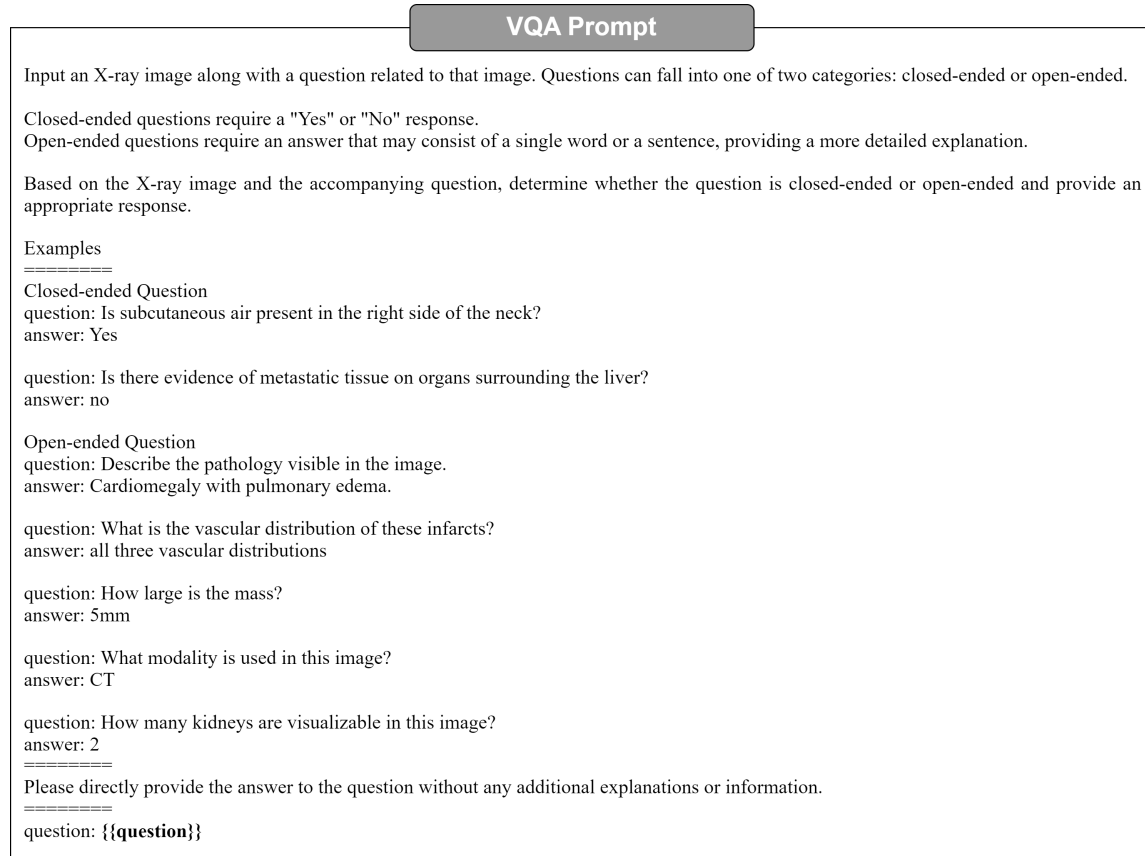 VQA Prompt
Input an X-ray image along with a question related to that image. Questions can fall into one of two categories: closed-ended or open-ended.
Closed-ended questions require a "Yes" or "No" response.
Open-ended questions require an answer that may consist of a single word or a sentence, providing a more detailed explanation.
Based on the X-ray image and the accompanying question, determine whether the question is closed-ended or open-ended and provide an
appropriate response.
Examples
========
Closed-ended Question
question: Is subcutaneous air present in the right side of the neck?
answer: Yes
question: Is there evidence of metastatic tissue on organs surrounding the liver?
answer: no
Open-ended Question
question: Describe the pathology visible in the image.
answer: Cardiomegaly with pulmonary edema.
question: What is the vascular distribution of these infarcts?
answer: all three vascular distributions
question: How large is the mass?
answer: 5mm
question: What modality is used in this image?
answer: CT
question: How many kidneys are visualizable in this image?
answer: 2
========
Please directly provide the answer to the question without any additional explanations or information.
========
question: {{question}}